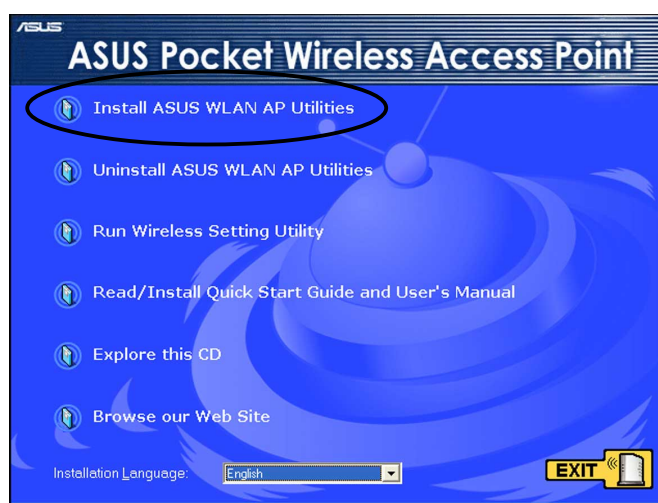 ASUS
ASUS Pocket Wireless Access Point
Install ASUS WLAN AP Utilities
Uninstall ASUS WLAN AP Utilities
Run Wireless Setting Utility
Read/Install Quick Start Guide and User's Manual
Explore this CD
Browse our Web Site
Installation Language: English
EXIT